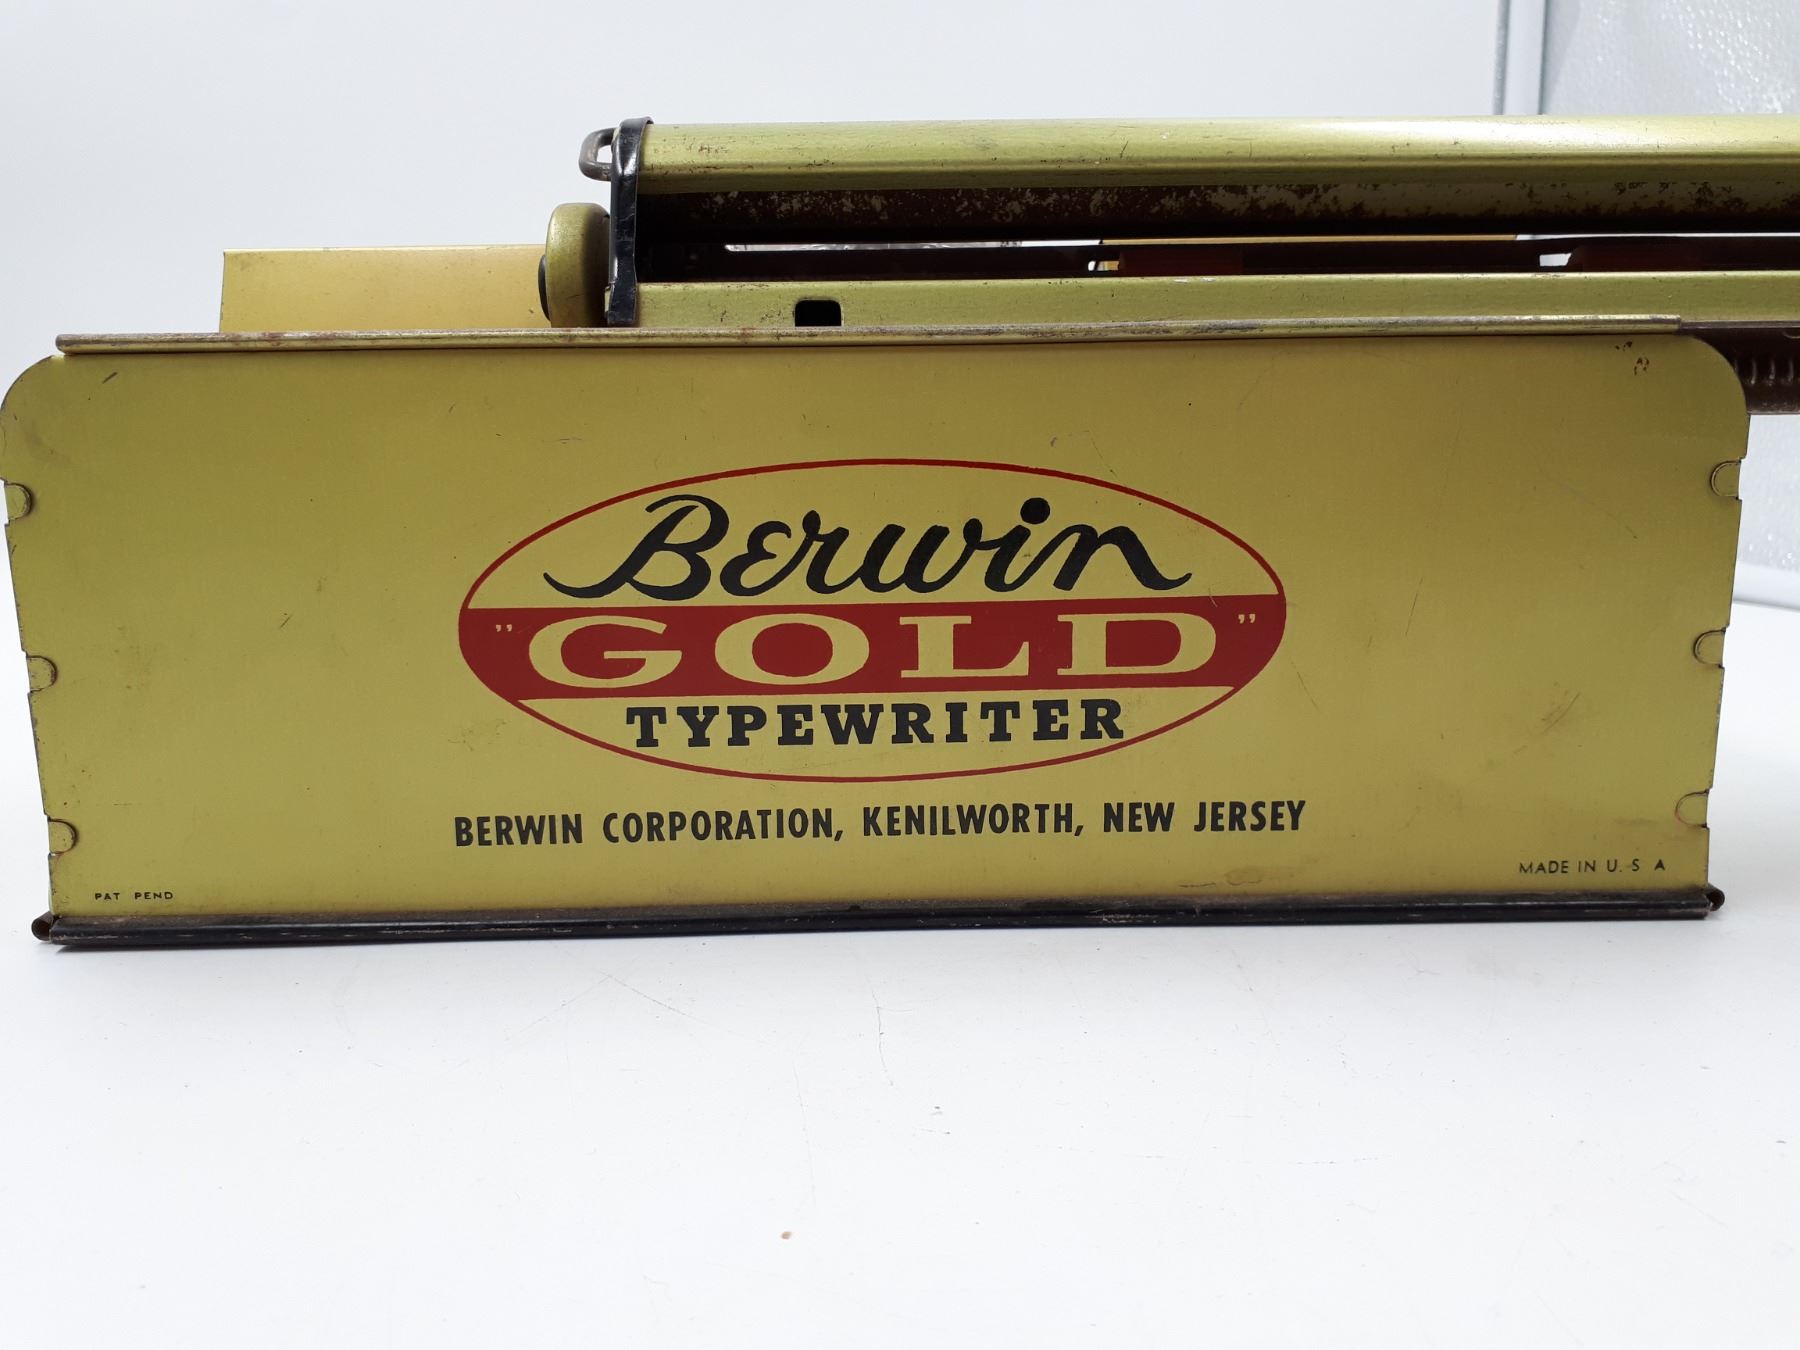 Berwin
"GOLD"
TYPEWRITER
BERWIN CORPORATION, KENILWORTH, NEW JERSEY
MADE IN U. S A
PAT PEND